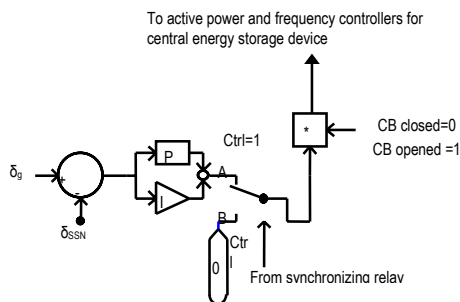 To active power and frequency controllers for
central energy storage device
*
CB closed=0
CB opened =1
Ctrl=1
P
A
δg
+
-
I
δSSN
B
Ctr
l
0
From synchronizing relay